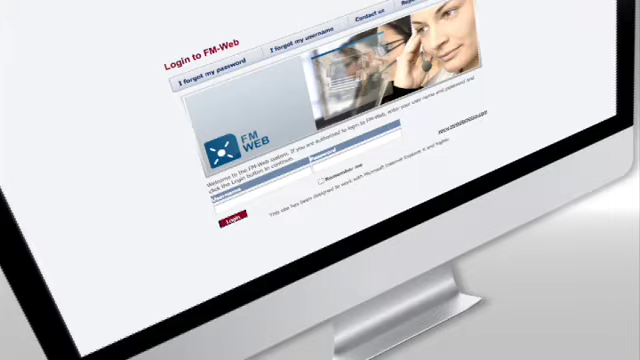 Login to FM-Web
I forgot my password
I forgot my username
Contact us
FM
WEB
Welcome to the FM-Web system. If you are authorised to login to FM-Web, enter your user name and password and
click the Login button to continue.
Username
Password
Remember me
Login
This site has been designed to work with Microsoft Internet Explorer 6 and higher.